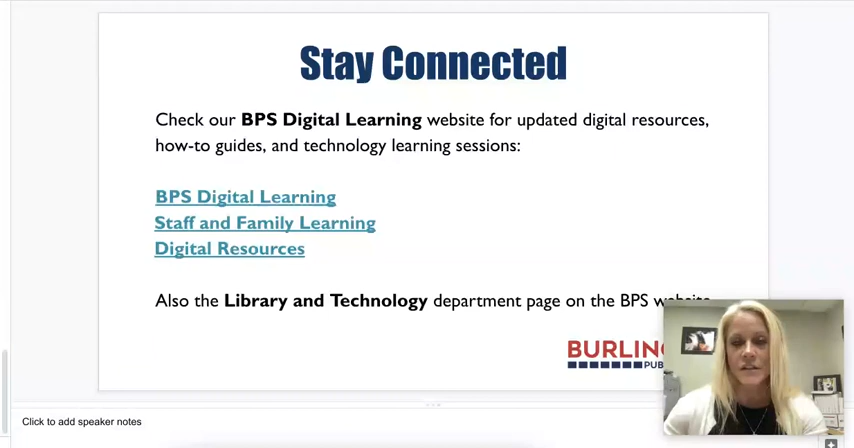 Stay Connected
Check our BPS Digital Learning website for updated digital resources,
how-to guides, and technology learning sessions:
BPS Digital Learning
Staff and Family Learning
Digital Resources
Also the Library and Technology department page on the BPS website
BURLING
PUB
Click to add speaker notes